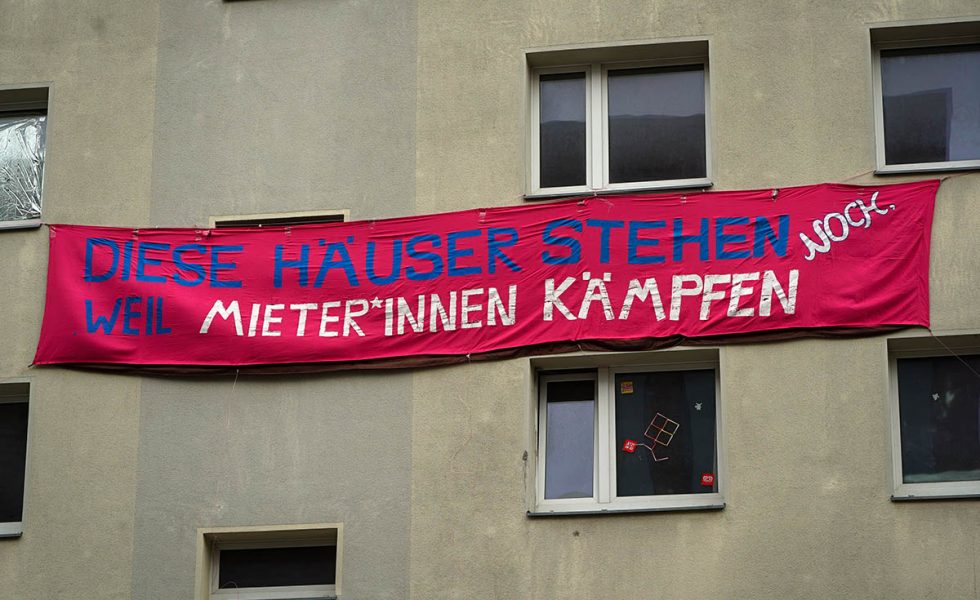 DIESE HÄUSER STEHEN NOCH,
WEIL MIETER*INNEN KÄMPFEN